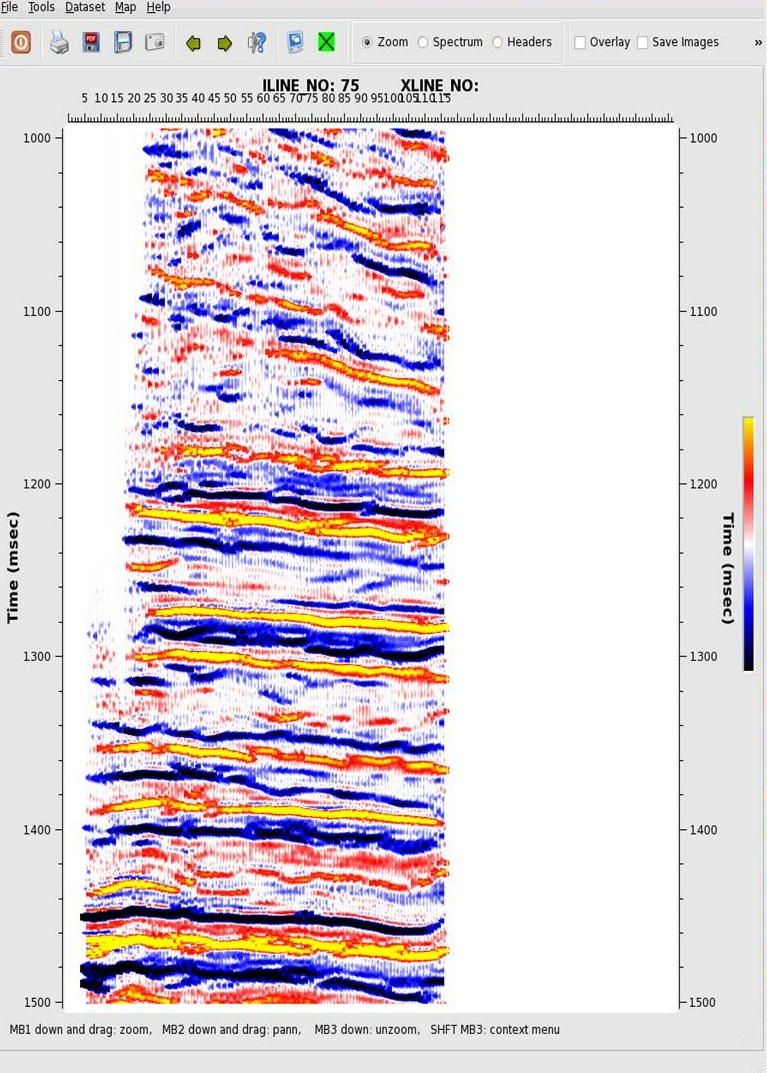 File Tools Dataset Map Help
Zoom Spectrum Headers Overlay Save Images »
ILINE_NO: 75 XLINE_NO:
5 10 15 20 25 30 35 40 45 50 55 60 65 70 75 80 85 90 95 100 105 110 115
1000 1000
1100 1100
1200 1200
Time (msec) Time (msec)
1300 1300
1400 1400
1500 1500
MB1 down and drag: zoom, MB2 down and drag: pann, MB3 down: unzoom, SHFT MB3: context menu